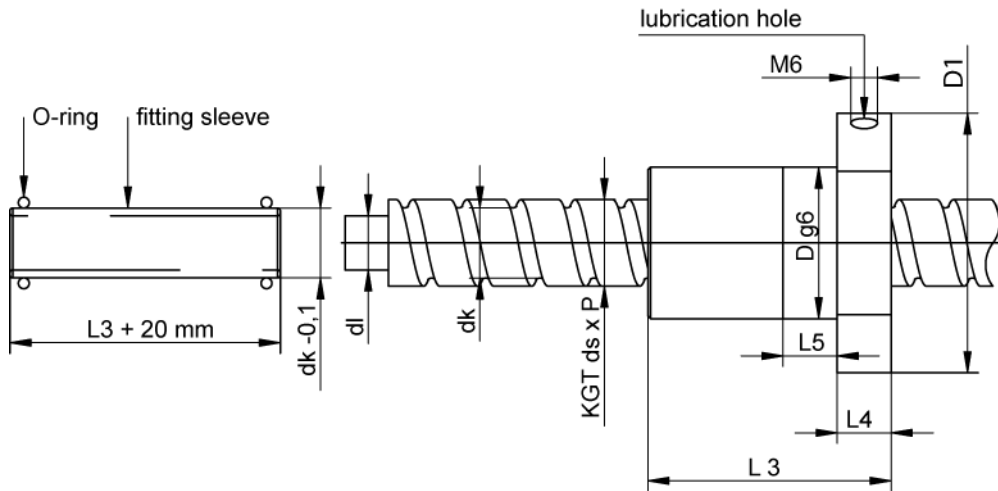 lubrication hole
M6
D1
O-ring
fitting sleeve
D g6
L3 + 20 mm
dk -0,1
dl
dk
KGT ds x P
L5
L4
L 3